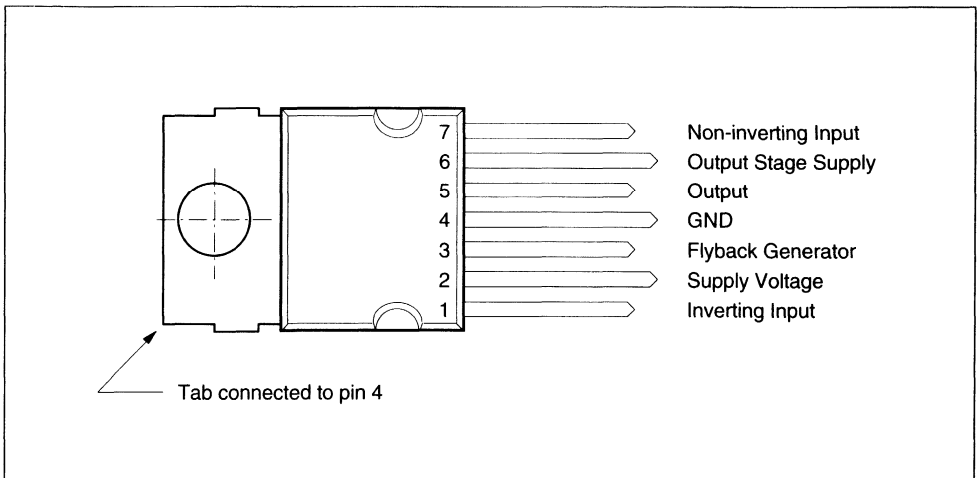 7 Non-inverting Input
6 Output Stage Supply
5 Output
4 GND
3 Flyback Generator
2 Supply Voltage
1 Inverting Input
Tab connected to pin 4